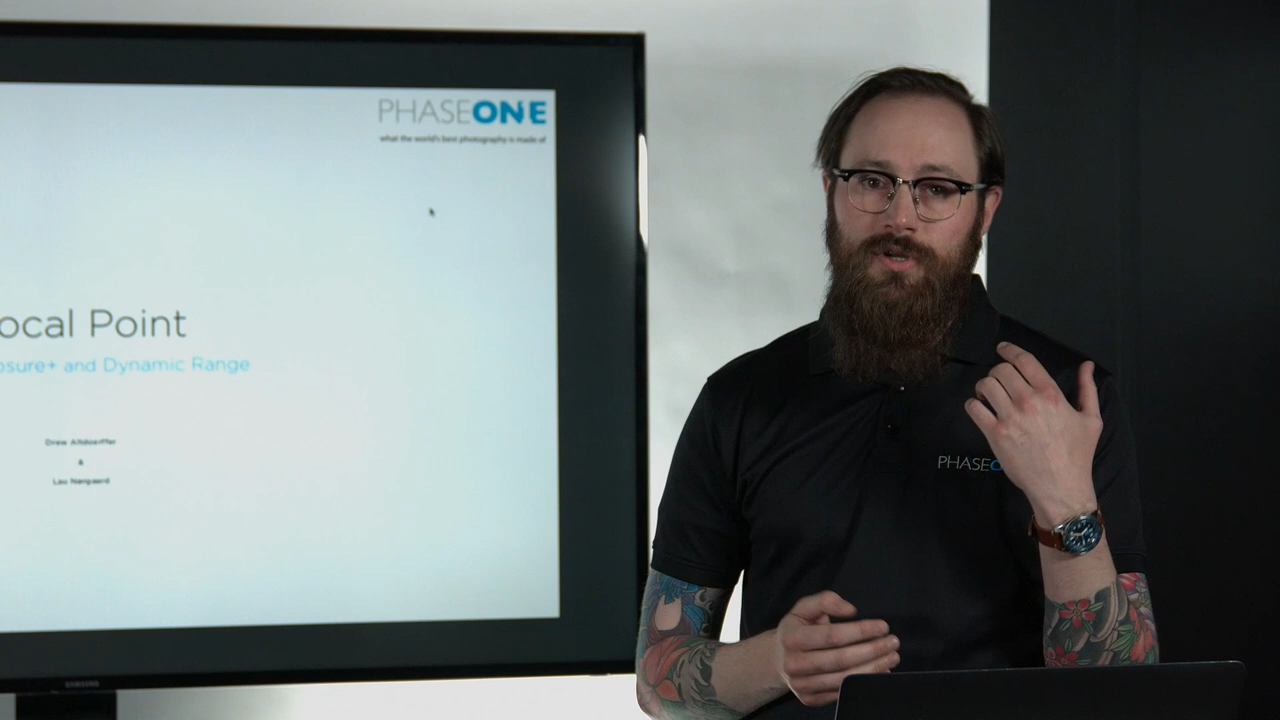 PHASEONE
what the world's best photography is made of
ocal Point
osure+ and Dynamic Range
Drew Altdoerffer
&
Lau Nørgaard
PHASEO
SAMSUNG